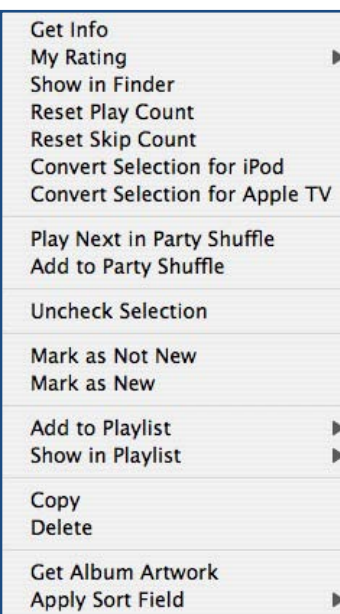 Get Info
My Rating
Show in Finder
Reset Play Count
Reset Skip Count
Convert Selection for iPod
Convert Selection for Apple TV
Play Next in Party Shuffle
Add to Party Shuffle
Uncheck Selection
Mark as Not New
Mark as New
Add to Playlist
Show in Playlist
Copy
Delete
Get Album Artwork
Apply Sort Field